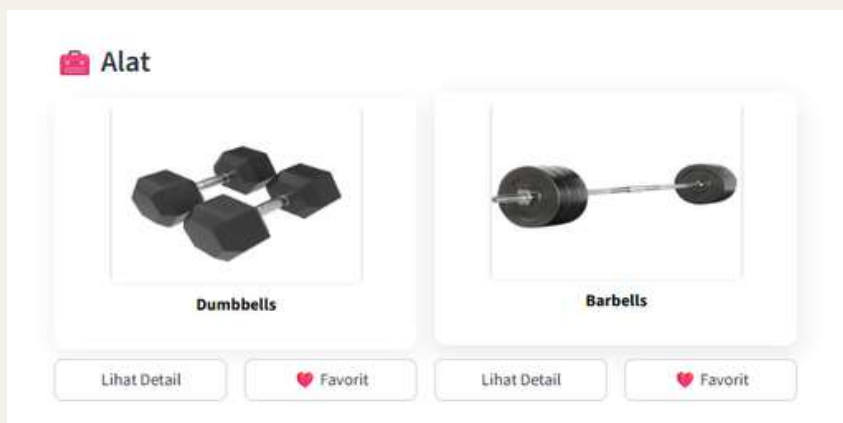 Alat
Dumbbells
Barbells
Lihat Detail
Favorit
Lihat Detail
Favorit